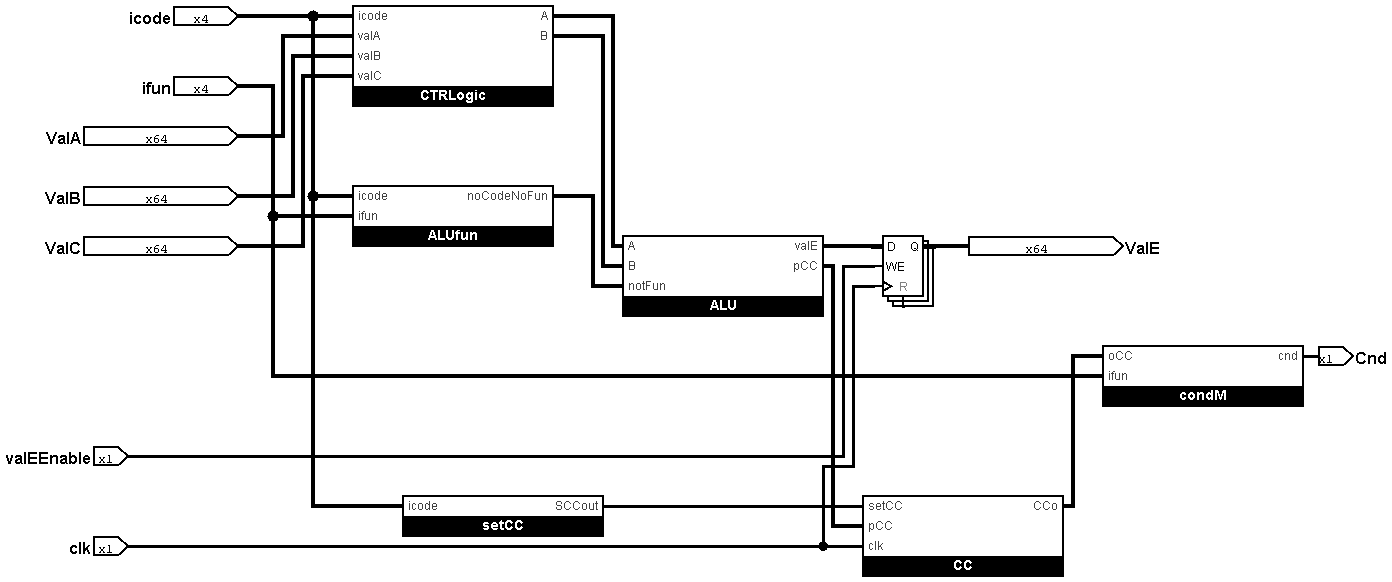 icode x4
icode A
valA B
valB
valC
CTRLogic
ifun x4
ValA x64
ValB x64
icode noCodeNoFun
ifun
ALUfun
ValC x64
A valE
B pCC
notFun
ALU
D Q
WE
R
x64 ValE
oCC cnd
ifun
condM
x1 Cnd
valEEnable x1
icode SCCout
setCC
setCC CCo
pCC
clk
CC
clk x1